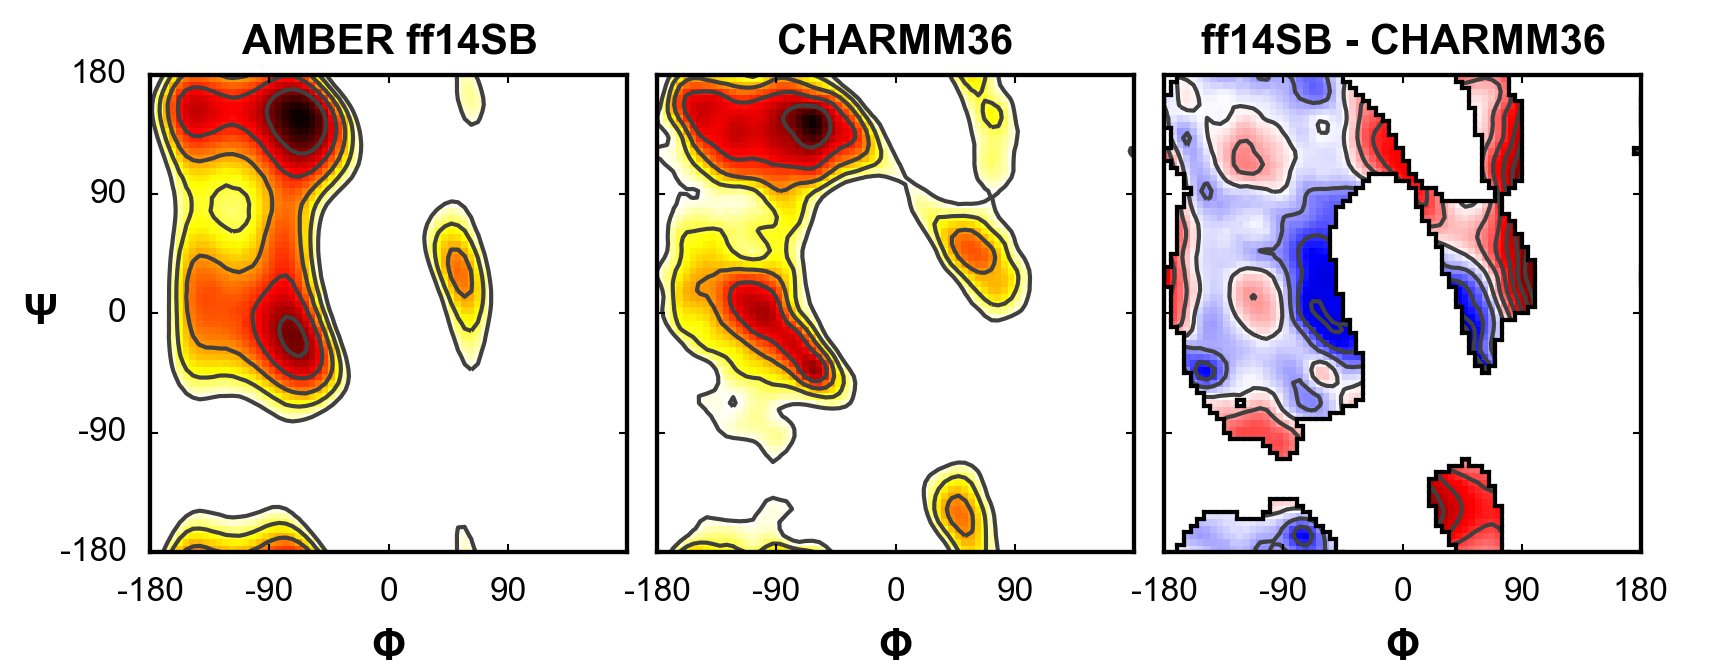 AMBER ff14SB CHARMM36 ff14SB - CHARMM36
180
90
Ψ 0
-90
-180
-180 -90 0 90 -180 -90 0 90 -180 -90 0 90 180
Φ Φ Φ